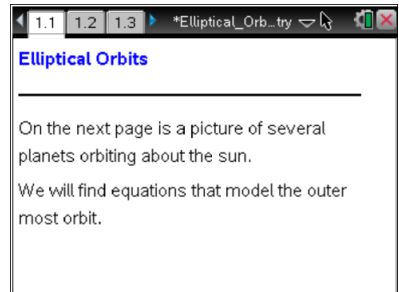 1.1 1.2 1.3 *Elliptical_Orb...try
Elliptical Orbits
On the next page is a picture of several
planets orbiting about the sun.
We will find equations that model the outer
most orbit.